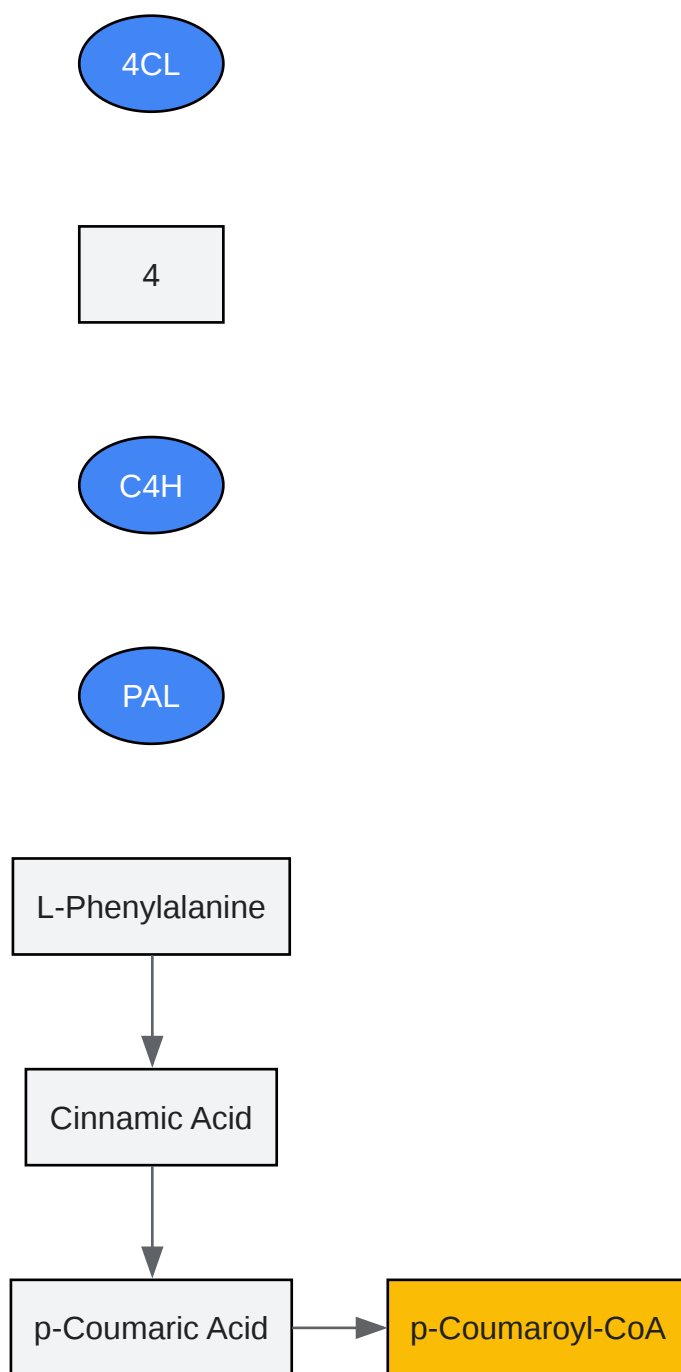 4CL
4
C4H
PAL
L-Phenylalanine
Cinnamic Acid
p-Coumaric Acid
p-Coumaroyl-CoA